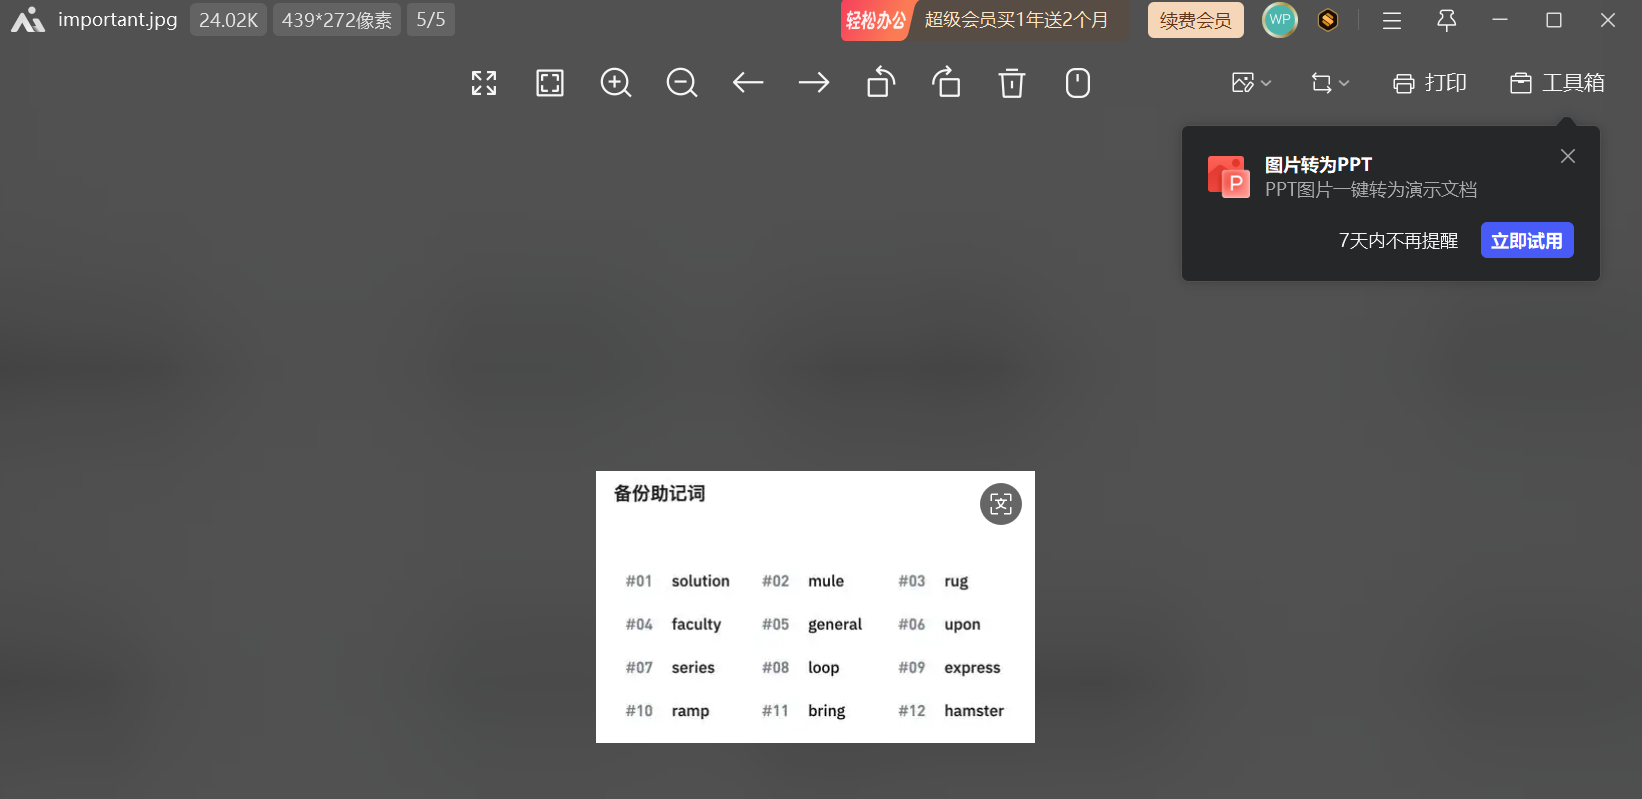 important.jpg 24.02K 439*272像素 5/5 轻松办公 超级会员买1年送2个月 续费会员 WP
打印 工具箱
图片转为PPT
PPT图片一键转为演示文档
7天内不再提醒 立即试用
备份助记词
文
#01 solution #02 mule #03 rug
#04 faculty #05 general #06 upon
#07 series #08 loop #09 express
#10 ramp #11 bring #12 hamster